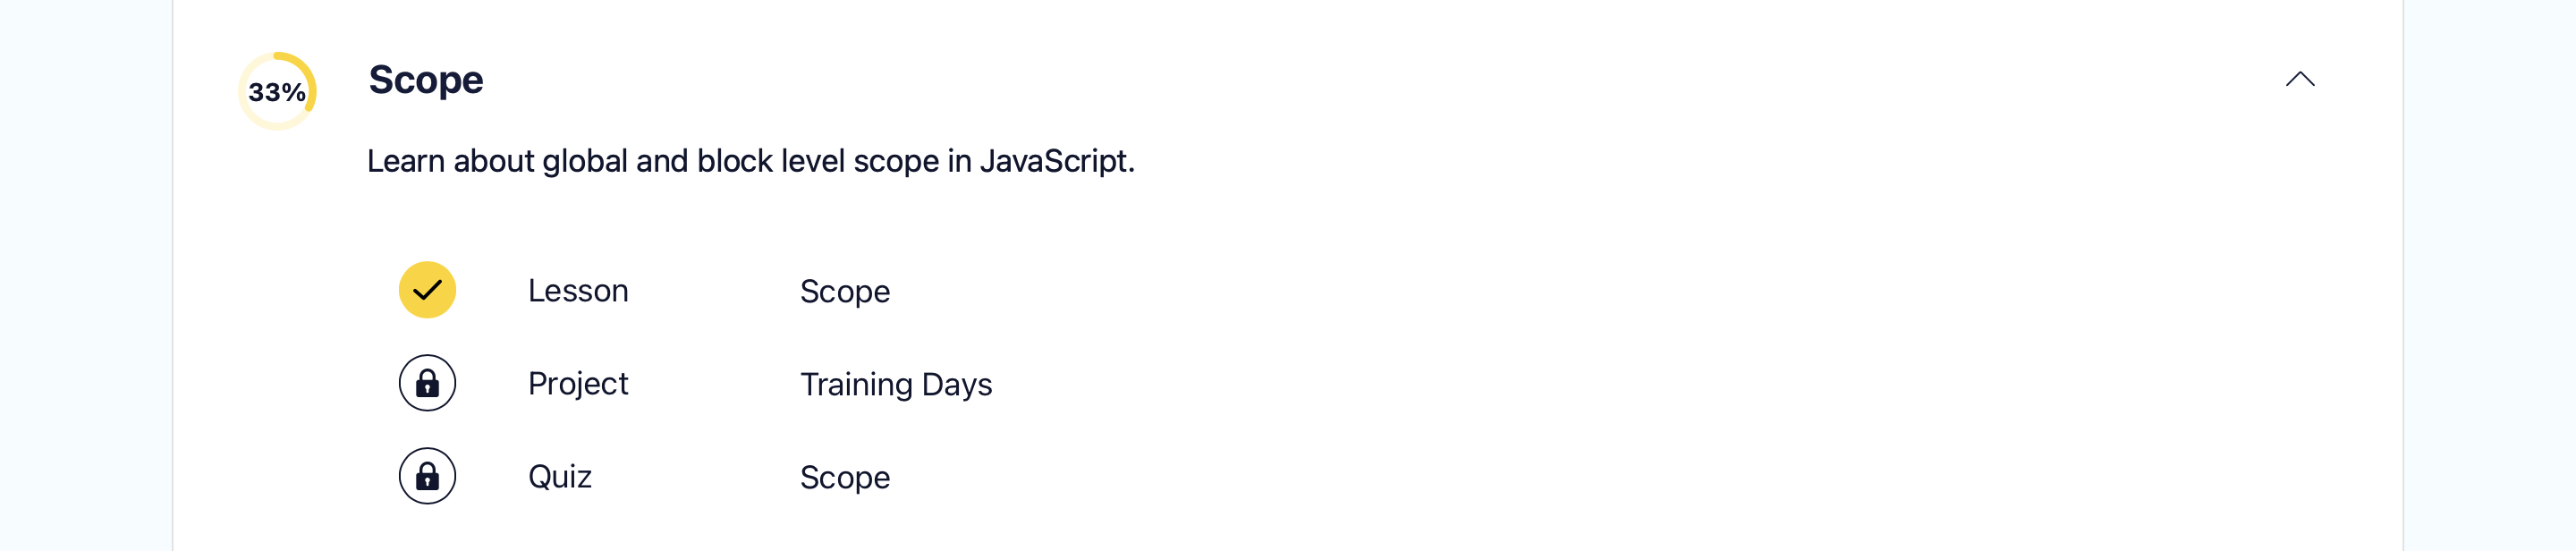 33%
Scope
Learn about global and block level scope in JavaScript.
Lesson Scope
Project Training Days
Quiz Scope